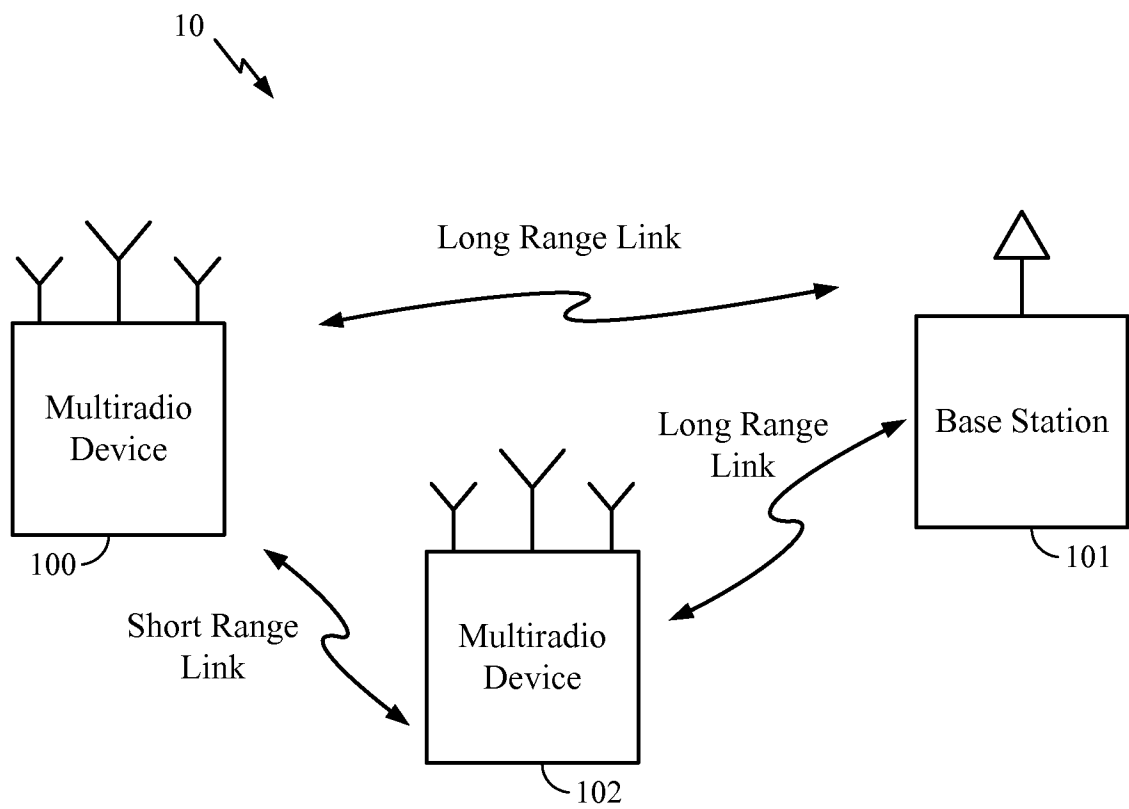 10
Long Range Link
Multiradio
Device
100
Base Station
101
Long Range
Link
Short Range
Link
Multiradio
Device
102